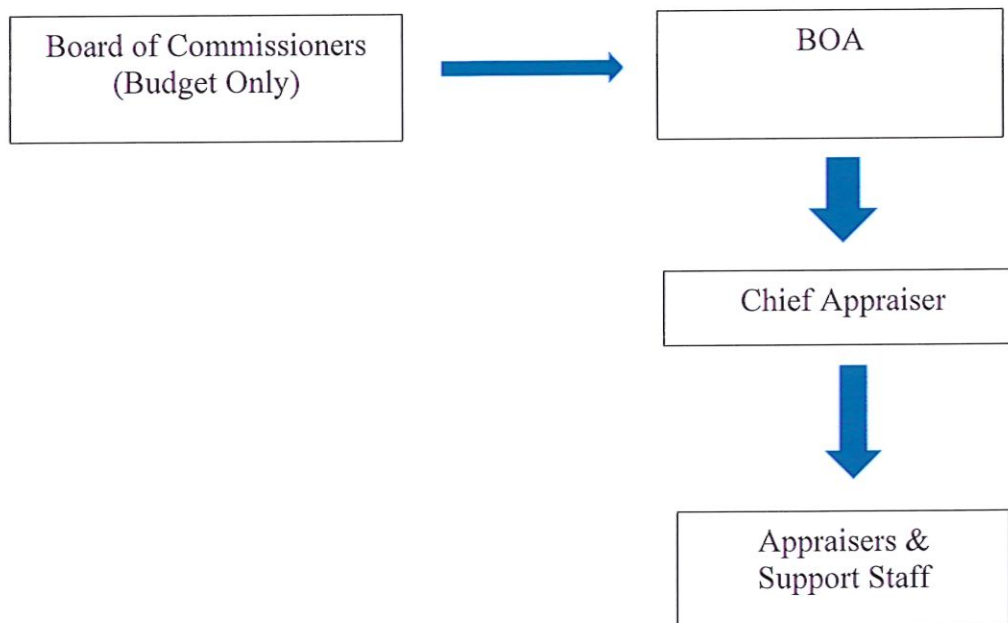 Board of Commissioners
(Budget Only)
BOA
Chief Appraiser
Appraisers &
Support Staff